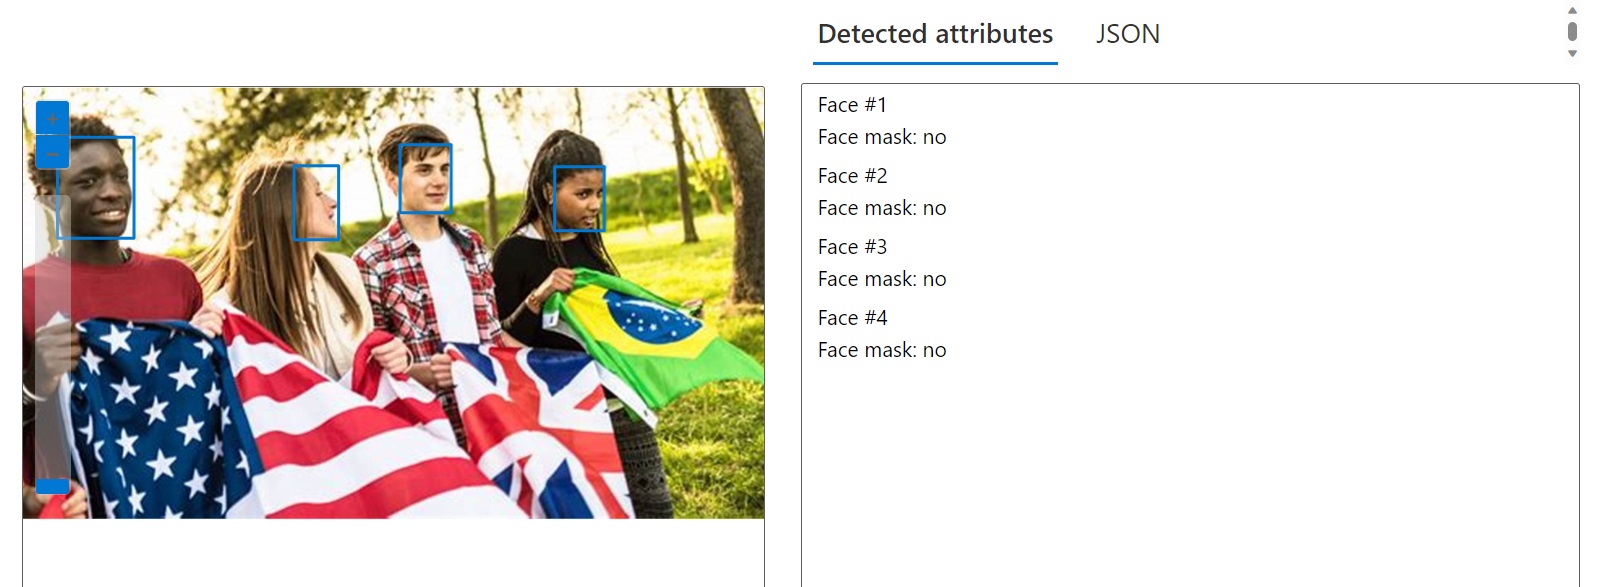 Detected attributes
JSON
+
−
Face #1
Face mask: no
Face #2
Face mask: no
Face #3
Face mask: no
Face #4
Face mask: no